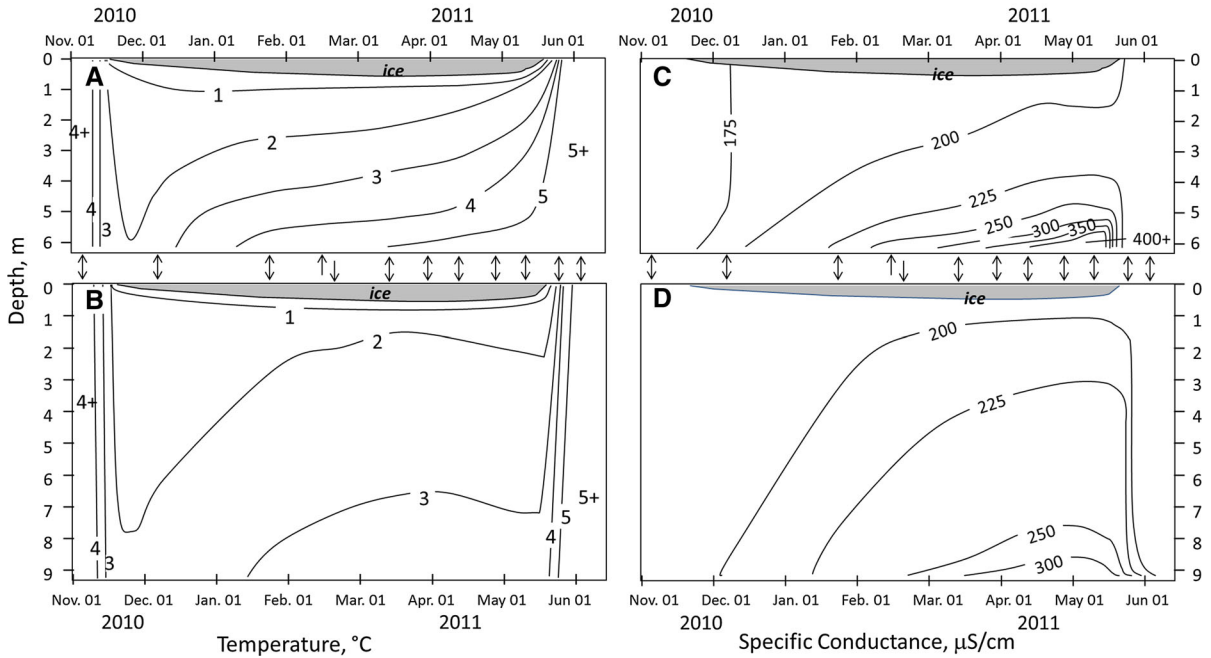 2010 2011 2010 2011
Nov. 01 Dec. 01 Jan. 01 Feb. 01 Mar. 01 Apr. 01 May 01 Jun 01 Nov. 01 Dec. 01 Jan. 01 Feb. 01 Mar. 01 Apr. 01 May 01 Jun 01
A
0 1 2 3 4 5 6
ice
4+ 4 3 1 2 3 4 5 5+
C
ice
175 200 225 250 300 350 400+
0 1 2 3 4 5 6
Depth, m
B
0 1 2 3 4 5 6 7 8 9
ice
4+ 4 3 1 2 3 4 5 5+
D
ice
200 225 250 300
0 1 2 3 4 5 6 7 8 9
Nov. 01 Dec. 01 Jan. 01 Feb. 01 Mar. 01 Apr. 01 May 01 Jun 01 Nov. 01 Dec. 01 Jan. 01 Feb. 01 Mar. 01 Apr. 01 May 01 Jun 01
2010 2011 2010 2011
Temperature, °C
Specific Conductance, µS/cm